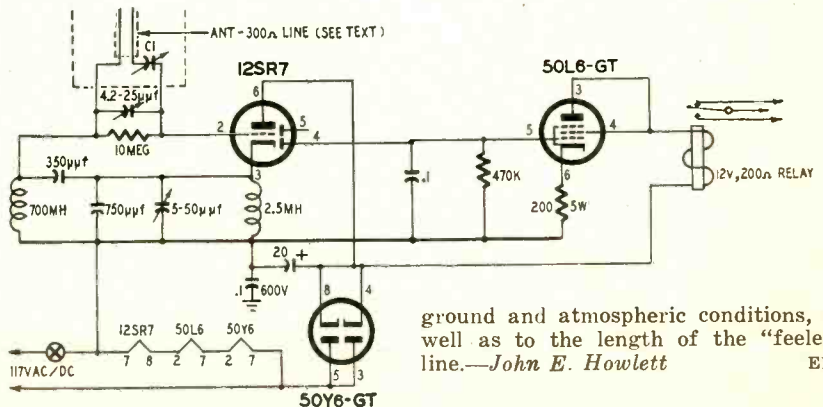 ANT-300Ω LINE (SEE TEXT)
C1
12SR7
50L6-GT
4.2-25μμf
6
5
4
2
3
10MEG
3
5
4
6
350μμf
700MH
750μμf
5-50μμf
2.5MH
.1
470K
200
5W
12V, 200Ω RELAY
20 +
.1
600V
8
4
12SR7
50L6
50Y6
7 8
2 7
2 7
5
3
117VAC/DC
50Y6-GT
ground and atmospheric conditions,
well as to the length of the "feele
line.—John E. Howlett